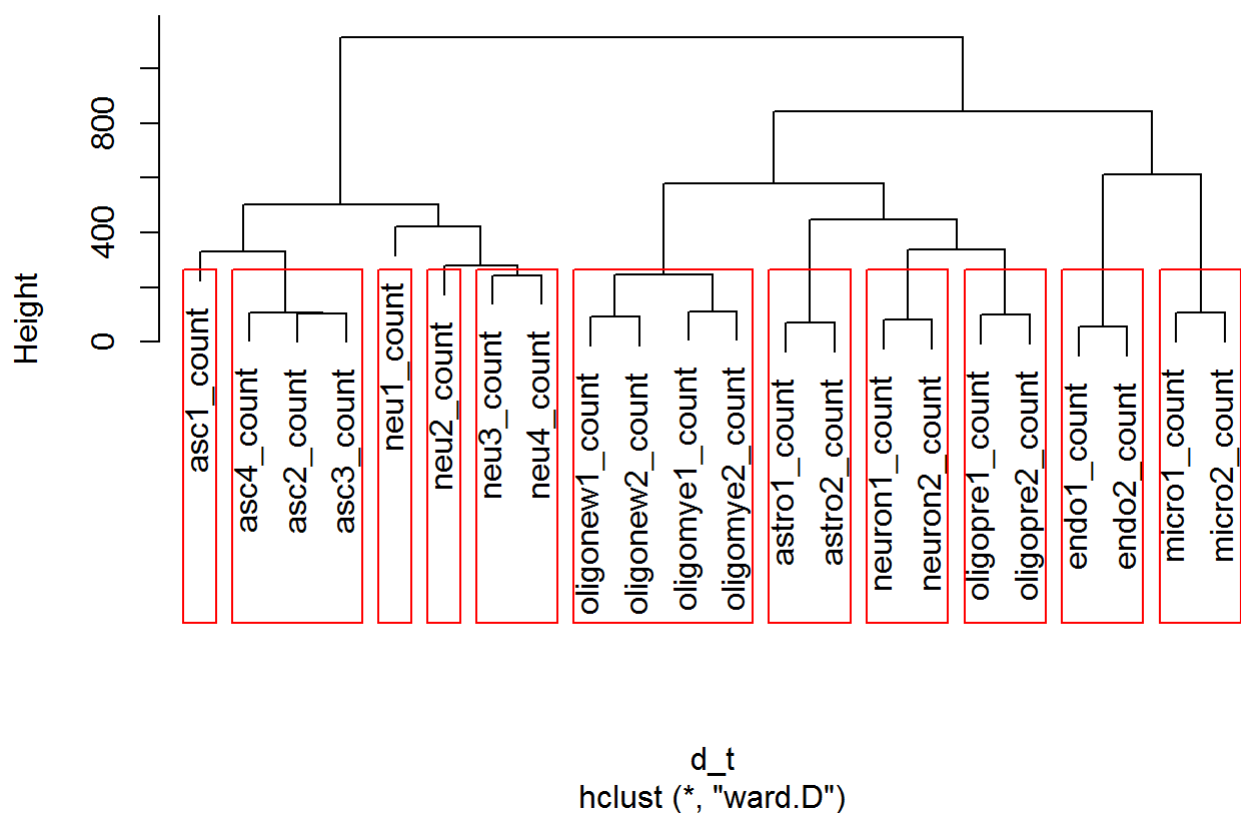 Height
800
400
0
asc1_count
asc4_count
asc2_count
asc3_count
neu1_count
neu2_count
neu3_count
neu4_count
oligonew1_count
oligonew2_count
oligomye1_count
oligomye2_count
astro1_count
astro2_count
neuron1_count
neuron2_count
oligopre1_count
oligopre2_count
endo1_count
endo2_count
micro1_count
micro2_count
d_t
hclust (*, "ward.D")